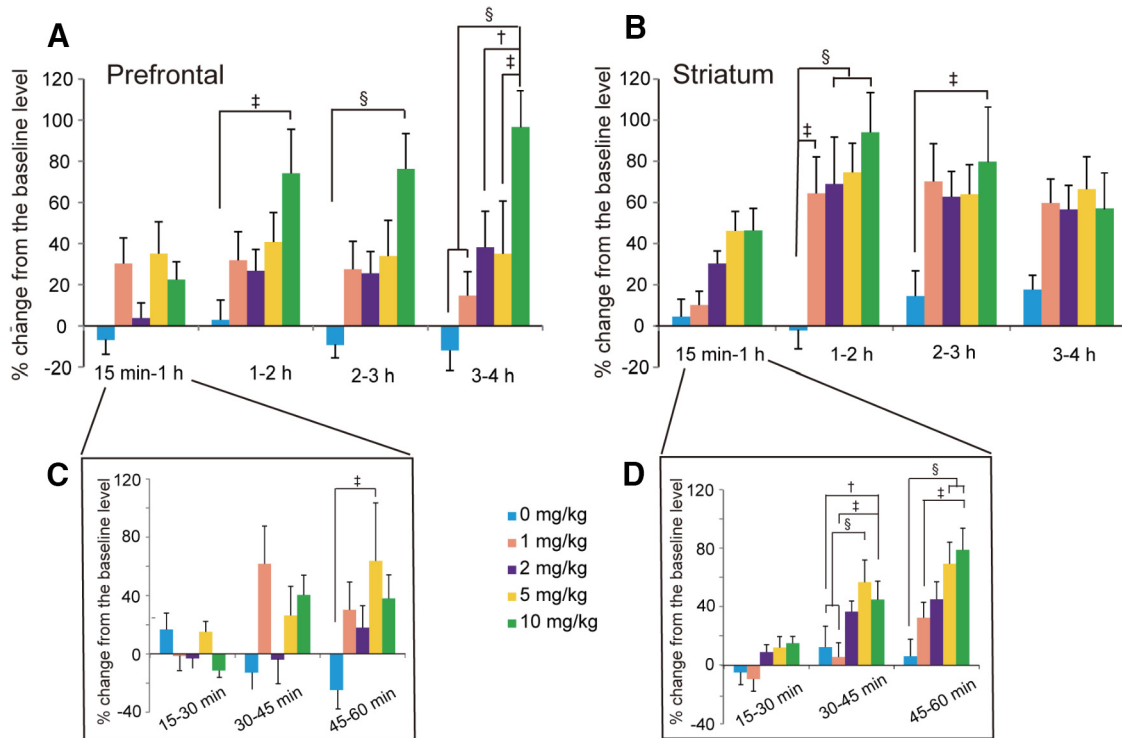 A
Prefrontal
% change from the baseline level
120
100
80
60
40
20
0
-20
15 min-1 h
1-2 h
2-3 h
3-4 h
‡
§
§
†
‡
B
Striatum
% change from the baseline level
120
100
80
60
40
20
0
-20
15 min-1 h
1-2 h
2-3 h
3-4 h
§
‡
‡
C
% change from the baseline level
120
80
40
0
-40
15-30 min
30-45 min
45-60 min
‡
0 mg/kg
1 mg/kg
2 mg/kg
5 mg/kg
10 mg/kg
D
% change from the baseline level
120
80
40
0
-40
15-30 min
30-45 min
45-60 min
†
‡
§
§
‡